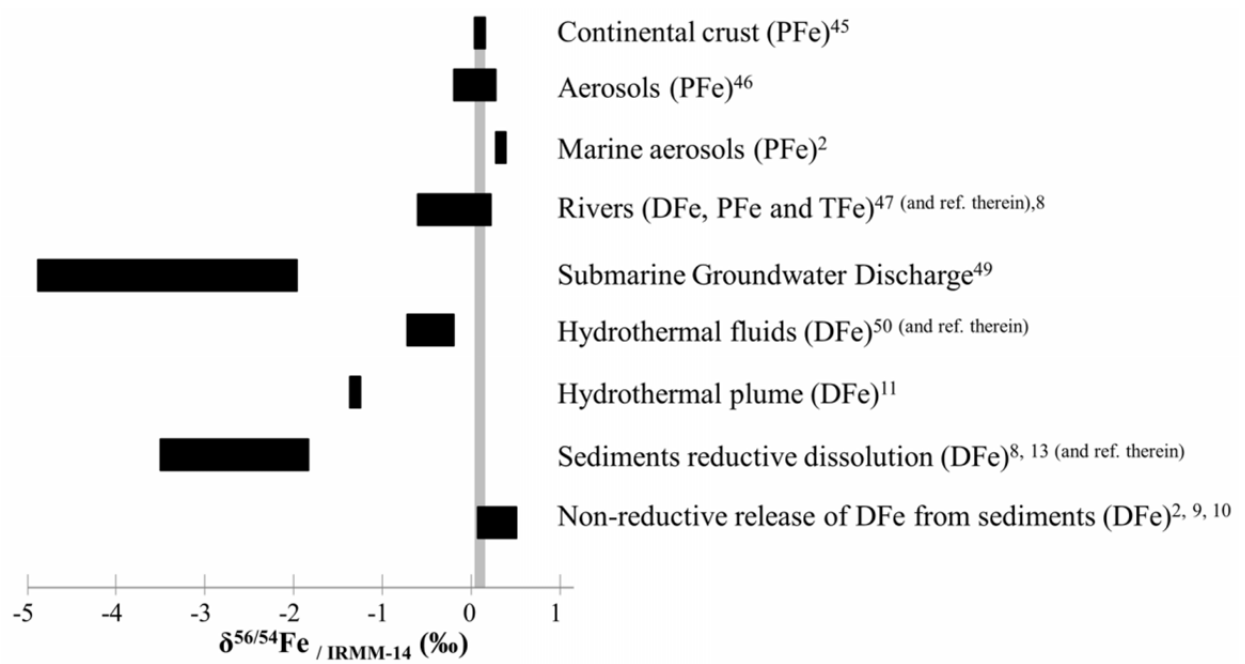 Continental crust (PFe)45
Aerosols (PFe)46
Marine aerosols (PFe)2
Rivers (DFe, PFe and TFe)47 (and ref. therein),8
Submarine Groundwater Discharge49
Hydrothermal fluids (DFe)50 (and ref. therein)
Hydrothermal plume (DFe)11
Sediments reductive dissolution (DFe)8, 13 (and ref. therein)
Non-reductive release of DFe from sediments (DFe)2, 9, 10
-5 -4 -3 -2 -1 0 1
δ56/54Fe / IRMM-14 (‰)